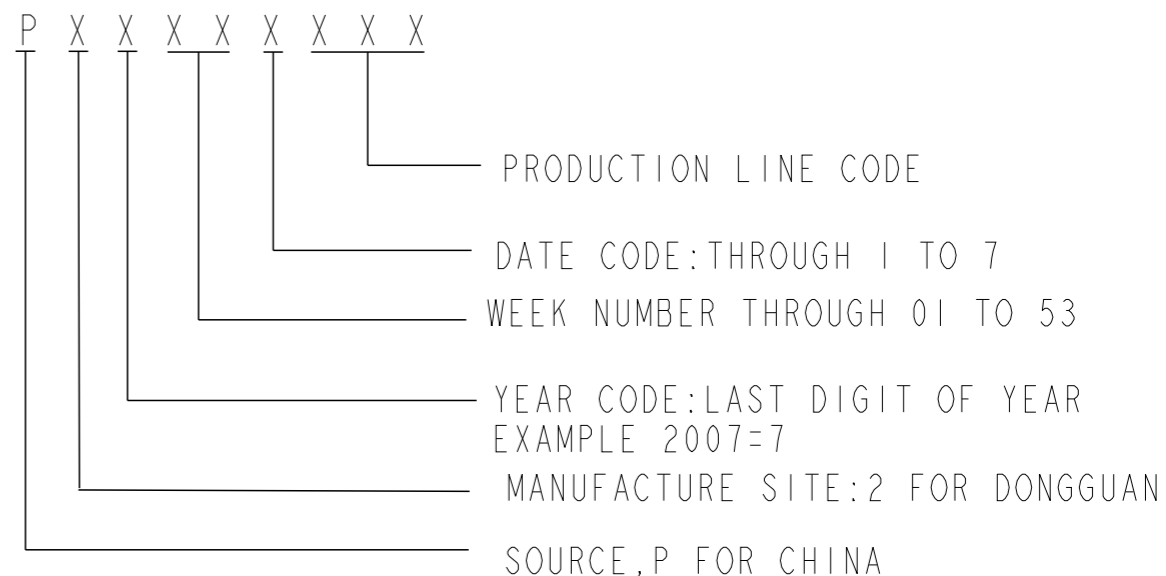 P X X X X X X X X
PRODUCTION LINE CODE
DATE CODE:THROUGH 1 TO 7
WEEK NUMBER THROUGH 01 TO 53
YEAR CODE:LAST DIGIT OF YEAR
EXAMPLE 2007=7
MANUFACTURE SITE:2 FOR DONGGUAN
SOURCE,P FOR CHINA